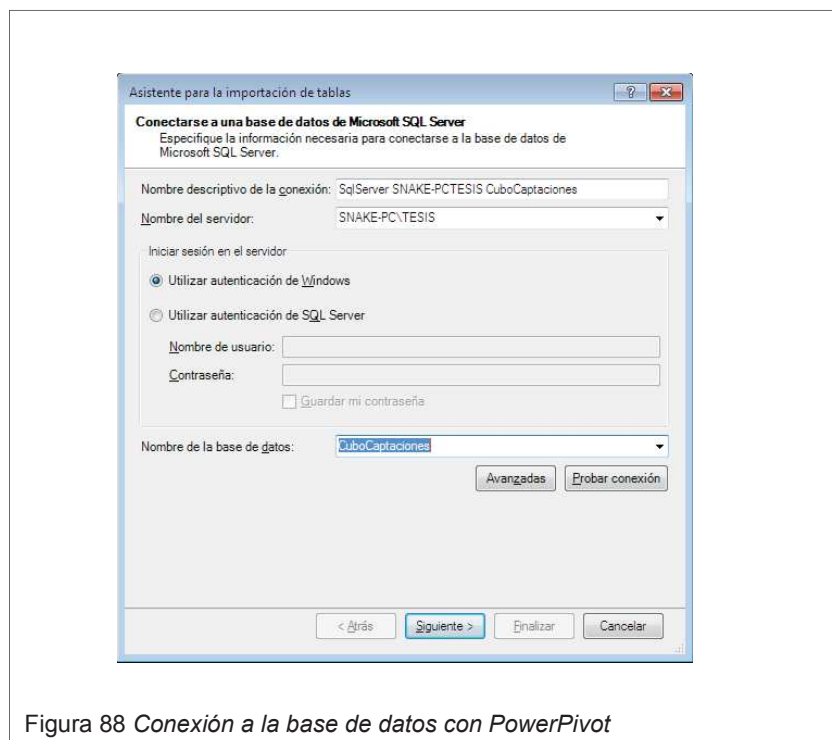 Asistente para la importación de tablas
Conectarse a una base de datos de Microsoft SQL Server
Especifique la información necesaria para conectarse a la base de datos de
Microsoft SQL Server.
Nombre descriptivo de la conexión: SqlServer SNAKE-PCTESIS CuboCaptaciones
Nombre del servidor: SNAKE-PC\TESIS
Iniciar sesión en el servidor
Utilizar autenticación de Windows
Utilizar autenticación de SQL Server
Nombre de usuario:
Contraseña:
Guardar mi contraseña
Nombre de la base de datos: CuboCaptaciones
Avanzadas Probar conexión
< Atrás Siguiente > Finalizar Cancelar
Figura 88 Conexión a la base de datos con PowerPivot